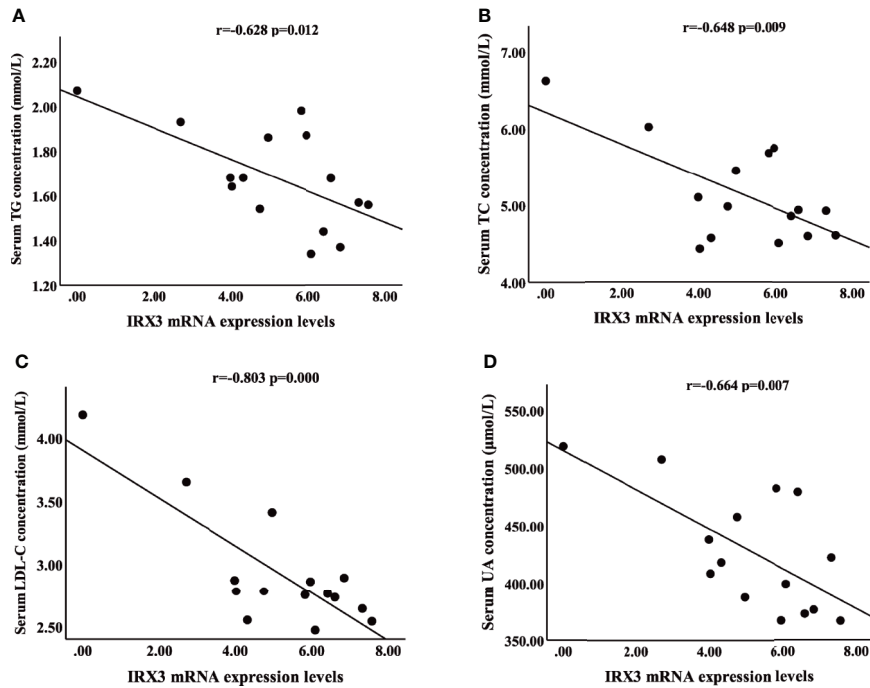 A
r=-0.628 p=0.012
Serum TG concentration (mmol/L)
2.20
2.00
1.80
1.60
1.40
1.20
.00 2.00 4.00 6.00 8.00
IRX3 mRNA expression levels
B
r=-0.648 p=0.009
Serum TC concentration (mmol/L)
7.00
6.00
5.00
4.00
.00 2.00 4.00 6.00 8.00
IRX3 mRNA expression levels
C
r=-0.803 p=0.000
Serum LDL-C concentration (mmol/L)
4.00
3.50
3.00
2.50
.00 2.00 4.00 6.00 8.00
IRX3 mRNA expression levels
D
r=-0.664 p=0.007
Serum UA concentration (μmol/L)
550.00
500.00
450.00
400.00
350.00
.00 2.00 4.00 6.00 8.00
IRX3 mRNA expression levels